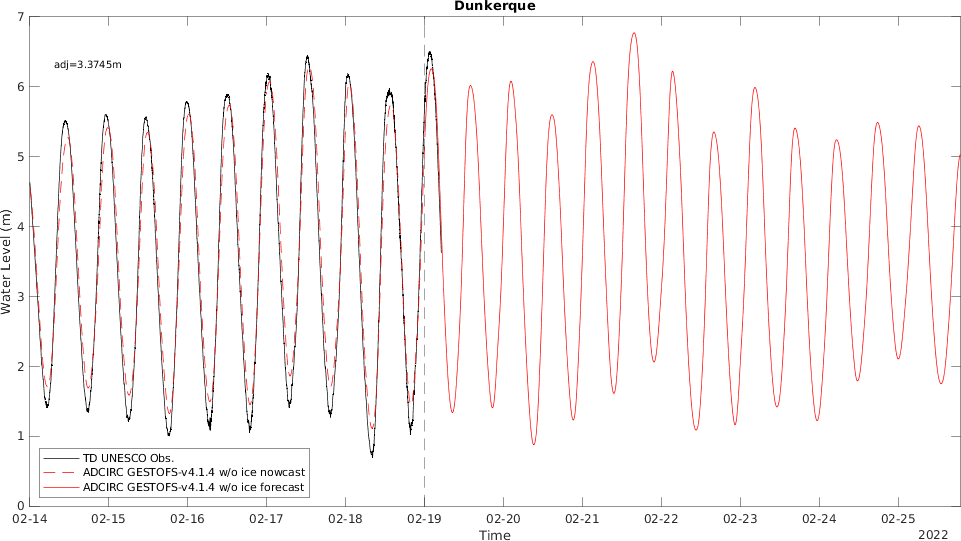 Dunkerque
adj=3.3745m
7
6
5
4
3
2
1
0
Water Level (m)
TD UNESCO Obs.
ADCIRC GESTOFS-v4.1.4 w/o ice nowcast
ADCIRC GESTOFS-v4.1.4 w/o ice forecast
02-14 02-15 02-16 02-17 02-18 02-19 02-20 02-21 02-22 02-23 02-24 02-25
Time
2022